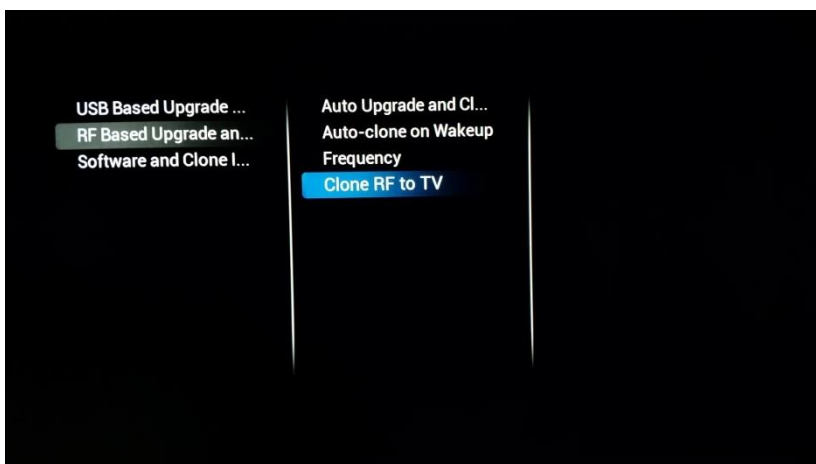 USB Based Upgrade ...
RF Based Upgrade an...
Software and Clone I...
Auto Upgrade and Cl...
Auto-clone on Wakeup
Frequency
Clone RF to TV